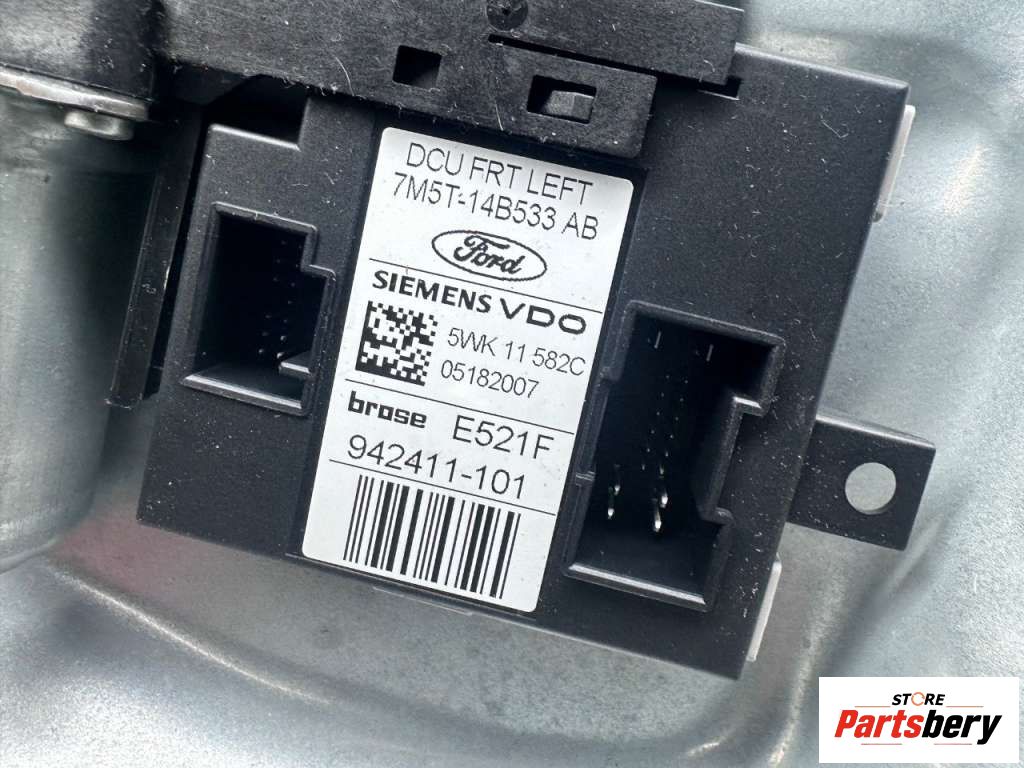 DCU FRT LEFT
7M5T-14B533 AB
Ford
SIEMENS VDO
5WK 11 582C
05182007
brose E521F
942411-101
STORE
Partsbery